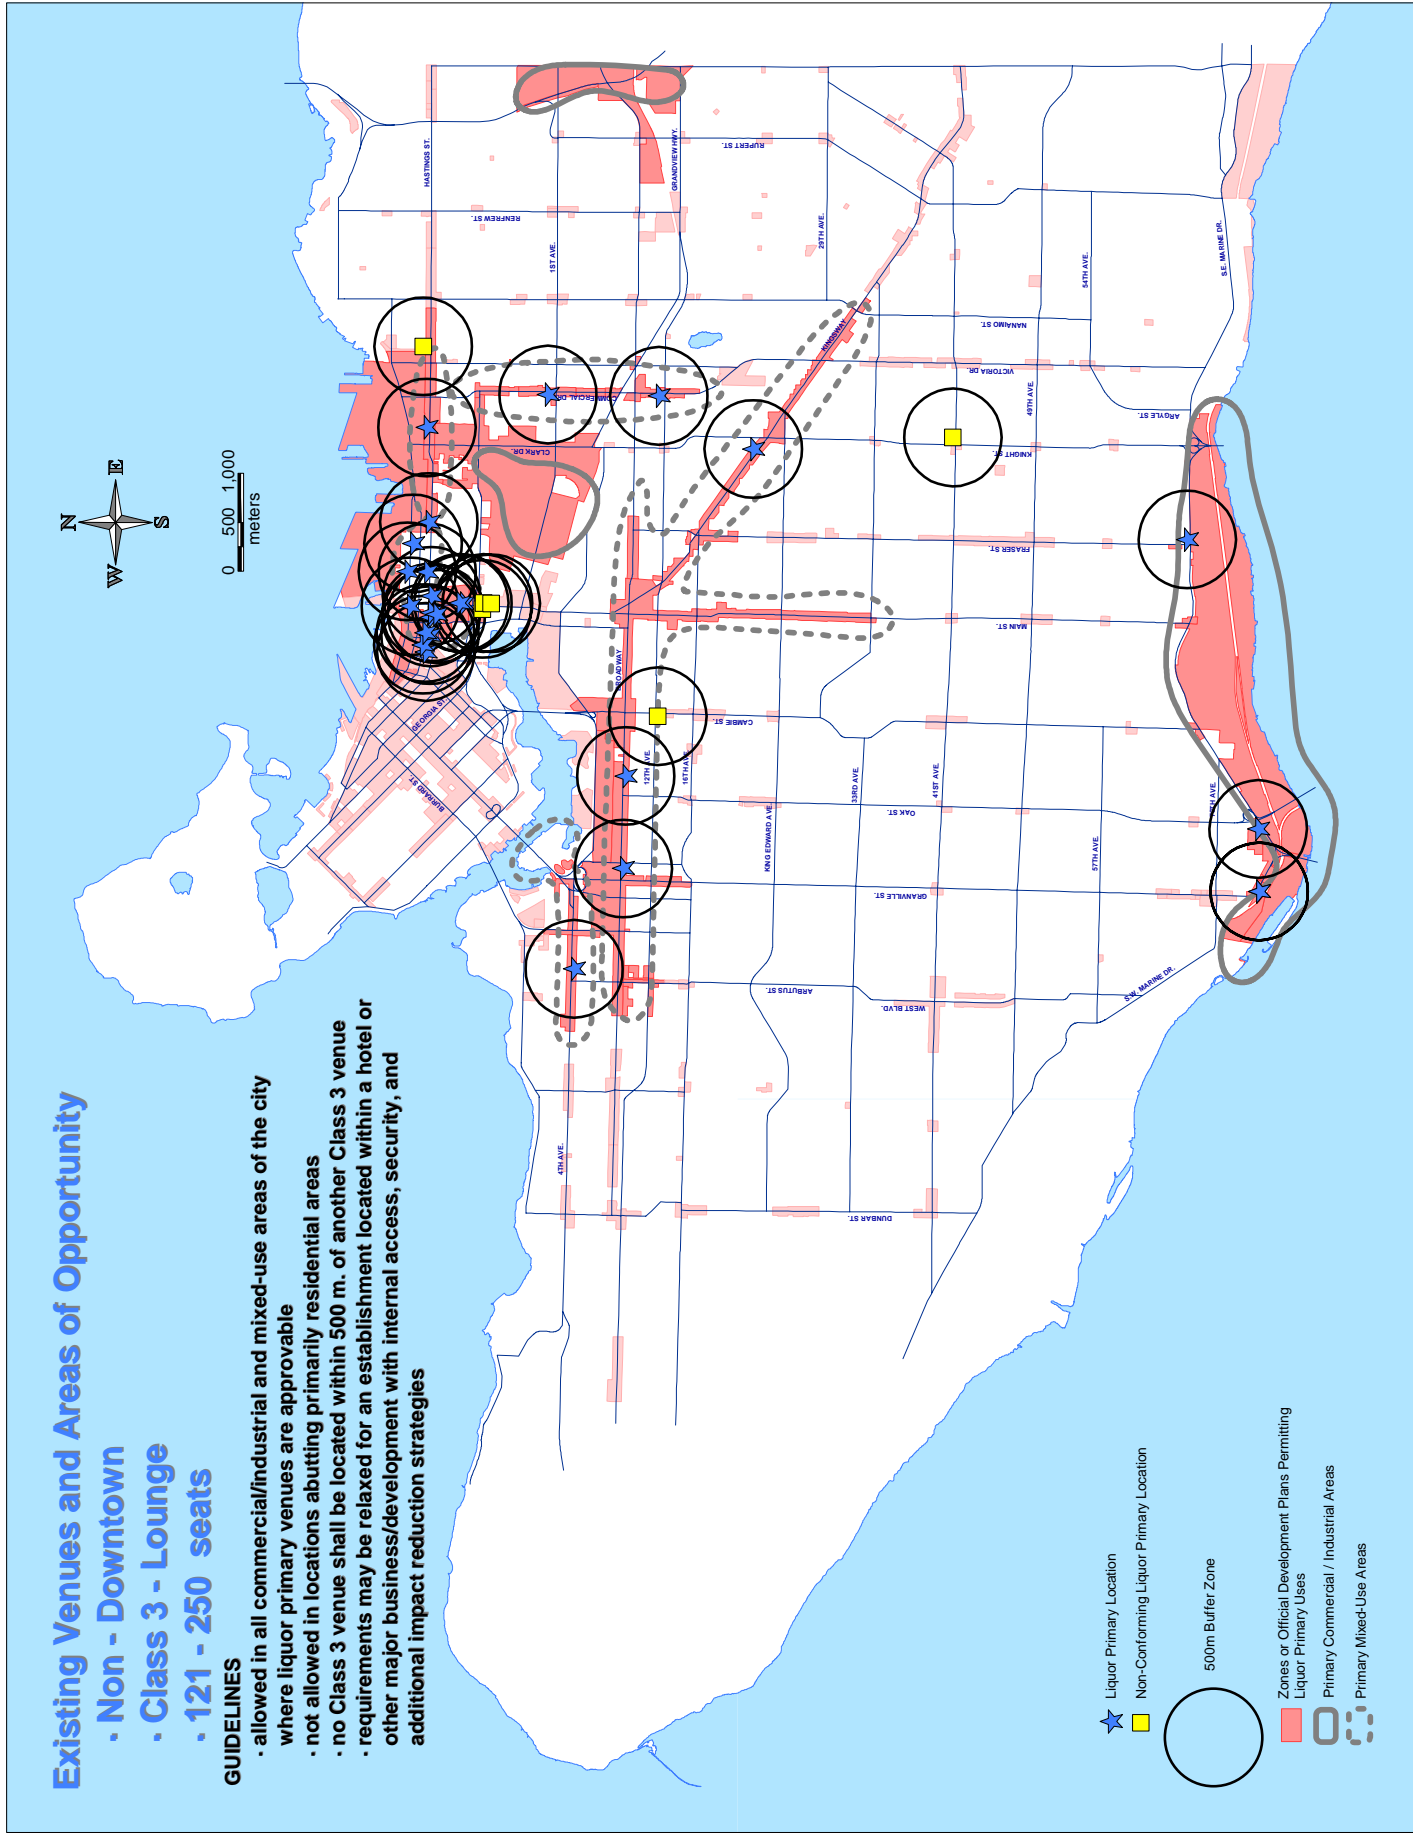 Existing Venues and Areas of Opportunity
· Non - Downtown
· Class 3 - Lounge
· 121 - 250 seats
GUIDELINES
· allowed in all commercial/industrial and mixed-use areas of the city
where liquor primary venues are approvable
· not allowed in locations abutting primarily residential areas
· no Class 3 venue shall be located within 500 m. of another Class 3 venue
· requirements may be relaxed for an establishment located within a hotel or
other major business/development with internal access, security, and
additional impact reduction strategies
N
W
E
S
0 500 1,000
meters
HASTINGS ST.
RENFREW ST.
1ST AVE.
GRANDVIEW HWY.
RUPERT ST.
29TH AVE.
COMMERCIAL DR.
CLARK DR.
KINGSWAY
NANAIMO ST.
VICTORIA DR.
54TH AVE.
49TH AVE.
ARGYLE ST.
S.E. MARINE DR.
KNIGHT ST.
FRASER ST.
MAIN ST.
GEORGIA ST.
BURRARD ST.
BROADWAY
12TH AVE.
16TH AVE.
CAMBIE ST.
KING EDWARD AVE.
33RD AVE.
41ST AVE.
OAK ST.
57TH AVE.
GRANVILLE ST.
ARBUTUS ST.
WEST BLVD.
S.W. MARINE DR.
4TH AVE.
DUNBAR ST.
Liquor Primary Location
Non-Conforming Liquor Primary Location
500m Buffer Zone
Zones or Official Development Plans Permitting
Liquor Primary Uses
Primary Commercial / Industrial Areas
Primary Mixed-Use Areas